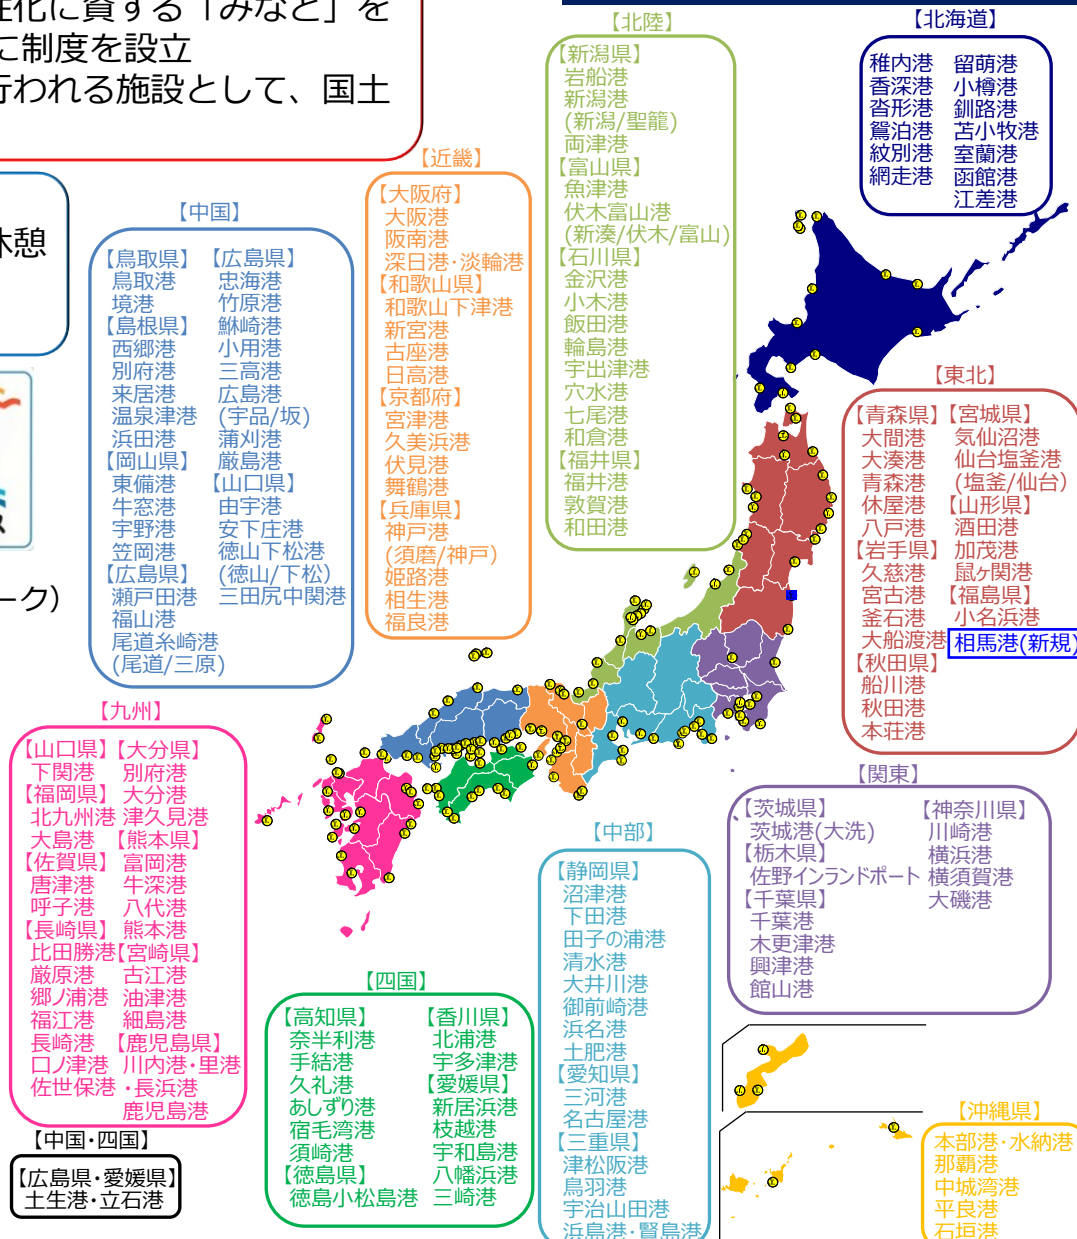 性化に資する「みなと」を
に制度を設立
行われる施設として、国土
休憩
ーク）
【中国】
【鳥取県】
鳥取港
境港
【島根県】
西郷港
別府港
来居港
温泉津港
浜田港
【岡山県】
東備港
牛窓港
宇野港
笠岡港
【広島県】
瀬戸田港
福山港
尾道糸崎港
(尾道/三原)
【広島県】
忠海港
竹原港
鮴崎港
小用港
三高港
広島港
(宇品/坂)
蒲刈港
厳島港
【山口県】
由宇港
安下庄港
徳山下松港
(徳山/下松)
三田尻中関港
【近畿】
【大阪府】
大阪港
阪南港
深日港・淡輪港
【和歌山県】
和歌山下津港
新宮港
古座港
日高港
【京都府】
宮津港
久美浜港
伏見港
舞鶴港
【兵庫県】
神戸港
(須磨/神戸)
姫路港
相生港
福良港
【北陸】
【新潟県】
岩船港
新潟港
(新潟/聖籠)
両津港
【富山県】
魚津港
伏木富山港
(新湊/伏木/富山)
【石川県】
金沢港
小木港
飯田港
輪島港
宇出津港
穴水港
七尾港
和倉港
【福井県】
福井港
敦賀港
和田港
【北海道】
稚内港
香深港
沓形港
鴛泊港
紋別港
網走港
留萌港
小樽港
釧路港
苫小牧港
室蘭港
函館港
江差港
【東北】
【青森県】
大間港
大湊港
青森港
休屋港
八戸港
【岩手県】
久慈港
宮古港
釜石港
大船渡港
【秋田県】
船川港
秋田港
本荘港
【宮城県】
気仙沼港
仙台塩釜港
(塩釜/仙台)
【山形県】
酒田港
加茂港
鼠ヶ関港
【福島県】
小名浜港
相馬港(新規)
【九州】
【山口県】
下関港
【福岡県】
北九州港
大島港
【佐賀県】
唐津港
呼子港
【長崎県】
比田勝港
厳原港
郷ノ浦港
福江港
長崎港
口ノ津港
佐世保港
【大分県】
別府港
大分港
津久見港
【熊本県】
富岡港
牛深港
八代港
熊本港
【宮崎県】
古江港
油津港
細島港
【鹿児島県】
川内港・里港
・長浜港
鹿児島港
【中国・四国】
【広島県・愛媛県】
土生港・立石港
【四国】
【高知県】
奈半利港
手結港
久礼港
あしずり港
宿毛湾港
須崎港
【徳島県】
徳島小松島港
【香川県】
北浦港
宇多津港
【愛媛県】
新居浜港
枝越港
宇和島港
八幡浜港
三崎港
【中部】
【静岡県】
沼津港
下田港
田子の浦港
清水港
大井川港
御前崎港
浜名港
土肥港
【愛知県】
三河港
名古屋港
【三重県】
津松阪港
鳥羽港
宇治山田港
浜島港・賢島港
【関東】
【茨城県】
茨城港(大洗)
【栃木県】
佐野インランドポート
【千葉県】
千葉港
木更津港
興津港
館山港
【神奈川県】
川崎港
横浜港
横須賀港
大磯港
【沖縄県】
本部港・水納港
那覇港
中城湾港
平良港
石垣港